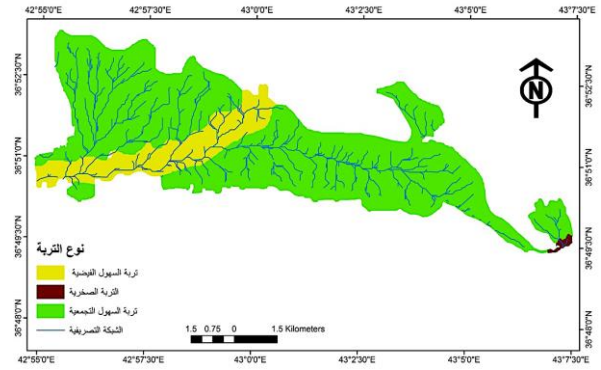 42°55'0"E 42°57'30"E 43°0'0"E 43°2'30"E 43°5'0"E 43°7'30"E
36°52'30"N
36°51'0"N
36°49'30"N
36°48'0"N
N
36°52'30"N
36°51'0"N
36°49'30"N
36°48'0"N
نوع التربة
تربة السهول الفيضية
التربة الصخرية
تربة السهول التجمعية
الشبكة التصريفية
1.5 0.75 0 1.5 Kilometers
42°55'0"E 42°57'30"E 43°0'0"E 43°2'30"E 43°5'0"E 43°7'30"E